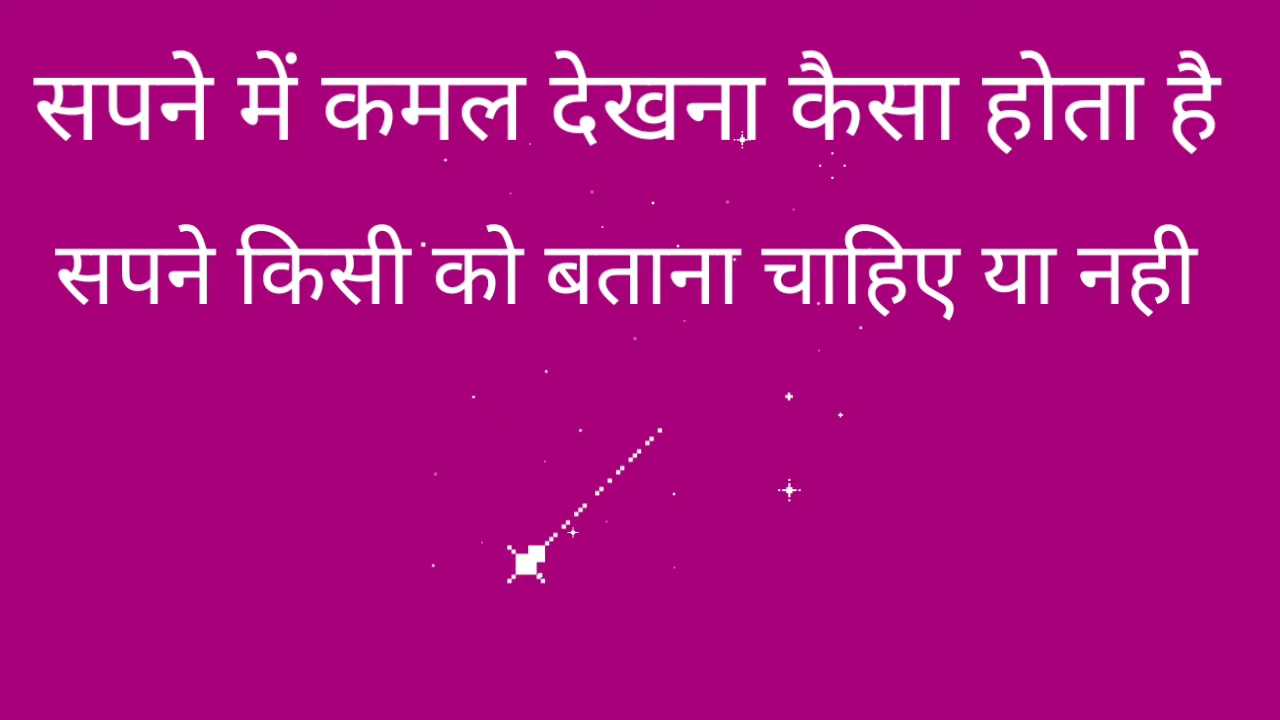 सपने में कमल देखना कैसा होता है
सपने किसी को बताना चाहिए या नही